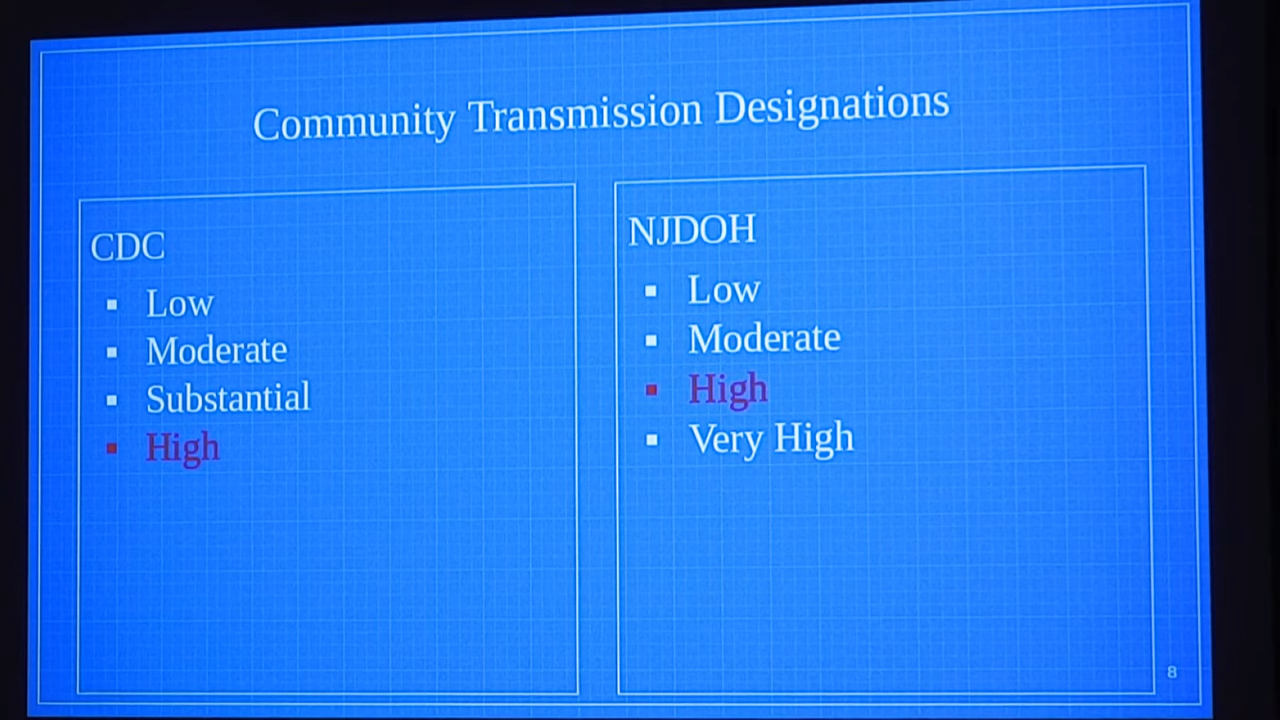 Community Transmission Designations
CDC
Low
Moderate
Substantial
High
NJDOH
Low
Moderate
High
Very High
8